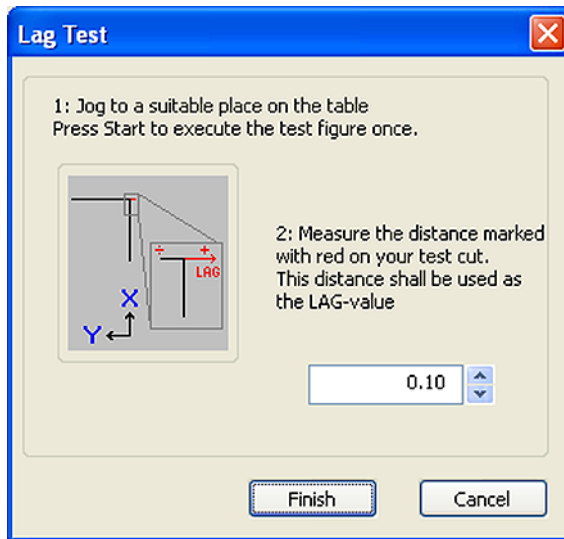 Lag Test
1: Jog to a suitable place on the table
Press Start to execute the test figure once.
÷ +
LAG
X
Y
2: Measure the distance marked
with red on your test cut.
This distance shall be used as
the LAG-value
0.10
Finish
Cancel